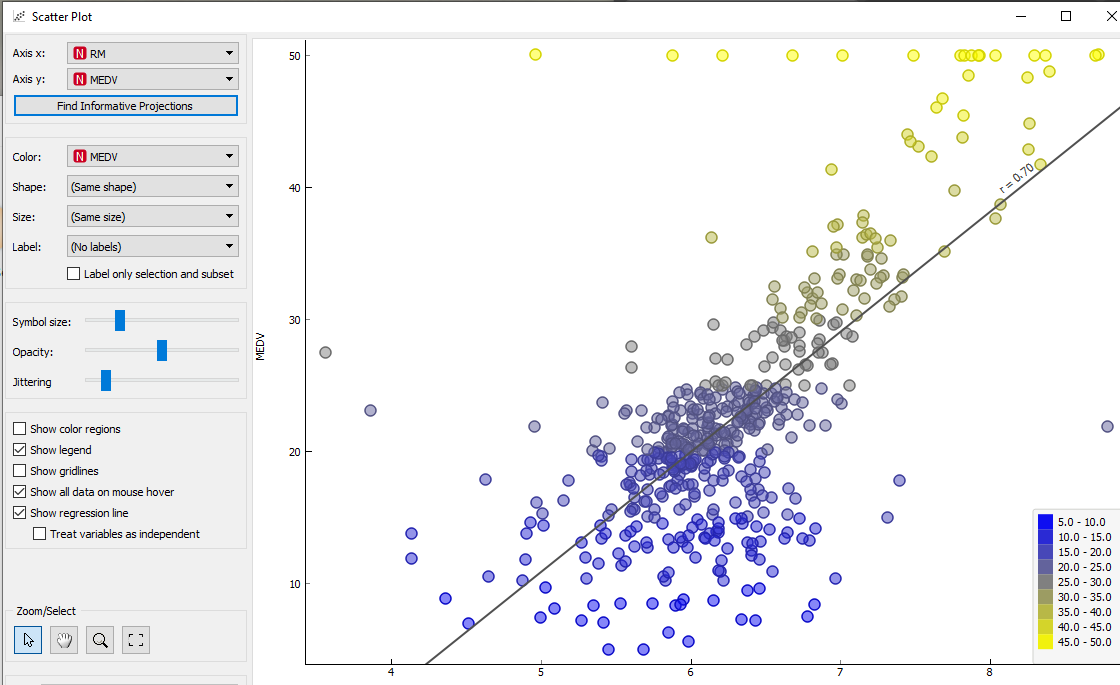 Scatter Plot
Axis x: N RM
Axis y: N MEDV
Find Informative Projections
Color: N MEDV
Shape: (Same shape)
Size: (Same size)
Label: (No labels)
Label only selection and subset
Symbol size:
Opacity:
Jittering
Show color regions
Show legend
Show gridlines
Show all data on mouse hover
Show regression line
Treat variables as independent
Zoom/Select
50
40
30
20
10
MEDV
r = 0.70
4 5 6 7 8
5.0 - 10.0
10.0 - 15.0
15.0 - 20.0
20.0 - 25.0
25.0 - 30.0
30.0 - 35.0
35.0 - 40.0
40.0 - 45.0
45.0 - 50.0